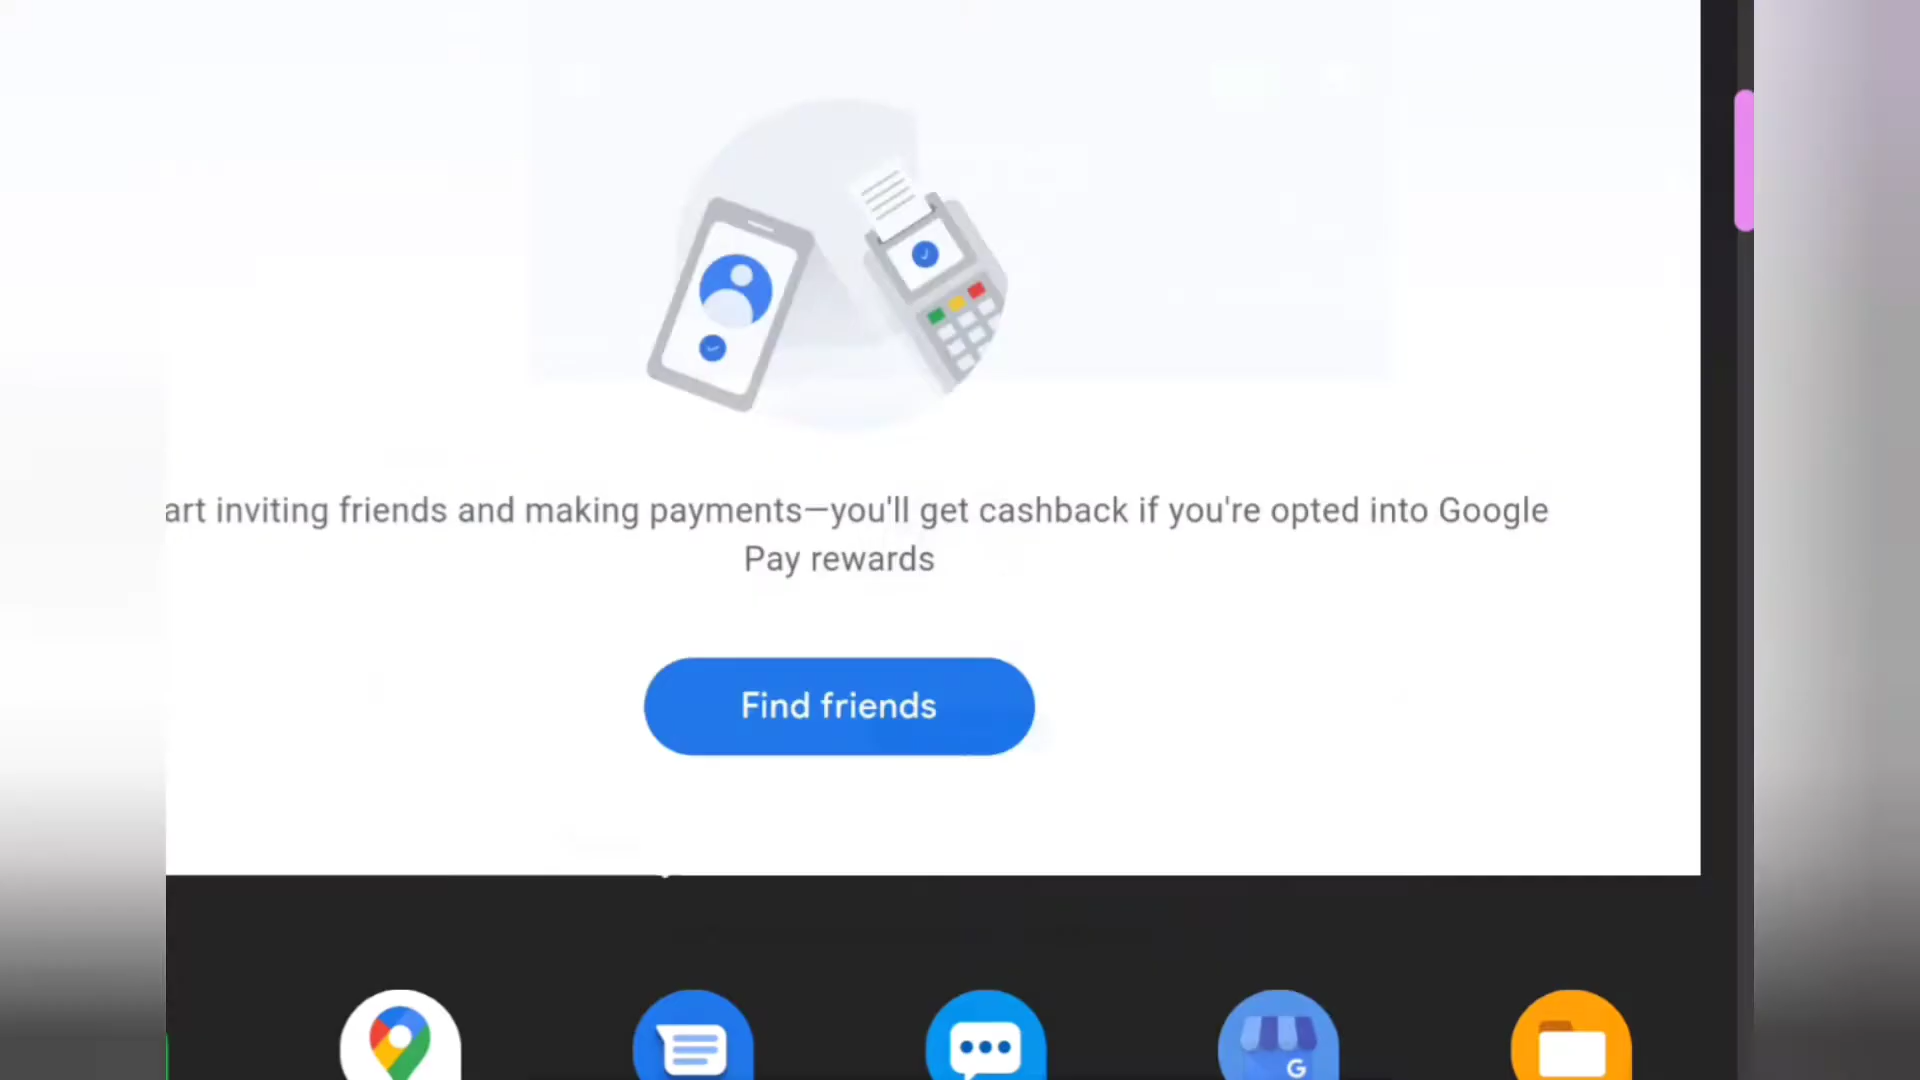 art inviting friends and making payments—you'll get cashback if you're opted into Google
Pay rewards
Find friends
G